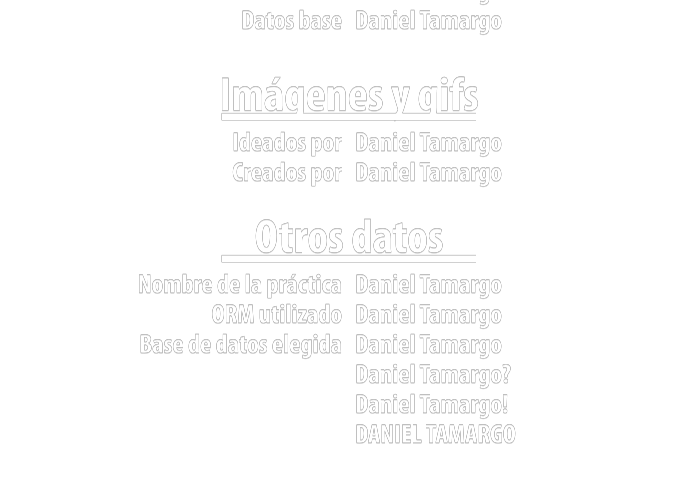 Datos base Daniel Tamargo
Imágenes y gifs
Ideados por Daniel Tamargo
Creados por Daniel Tamargo
Otros datos
Nombre de la práctica Daniel Tamargo
ORM utilizado Daniel Tamargo
Base de datos elegida Daniel Tamargo
Daniel Tamargo?
Daniel Tamargo!
DANIEL TAMARGO